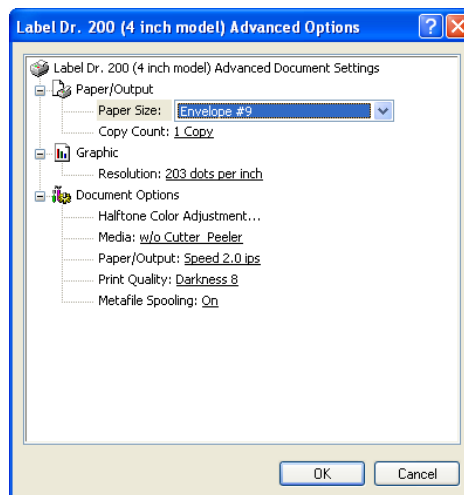 Label Dr. 200 (4 inch model) Advanced Options
Label Dr. 200 (4 inch model) Advanced Document Settings
Paper/Output
Paper Size: Envelope #9
Copy Count: 1 Copy
Graphic
Resolution: 203 dots per inch
Document Options
Halftone Color Adjustment...
Media: w/o Cutter_Peeler
Paper/Output: Speed 2.0 ips
Print Quality: Darkness 8
Metafile Spooling: On
OK Cancel